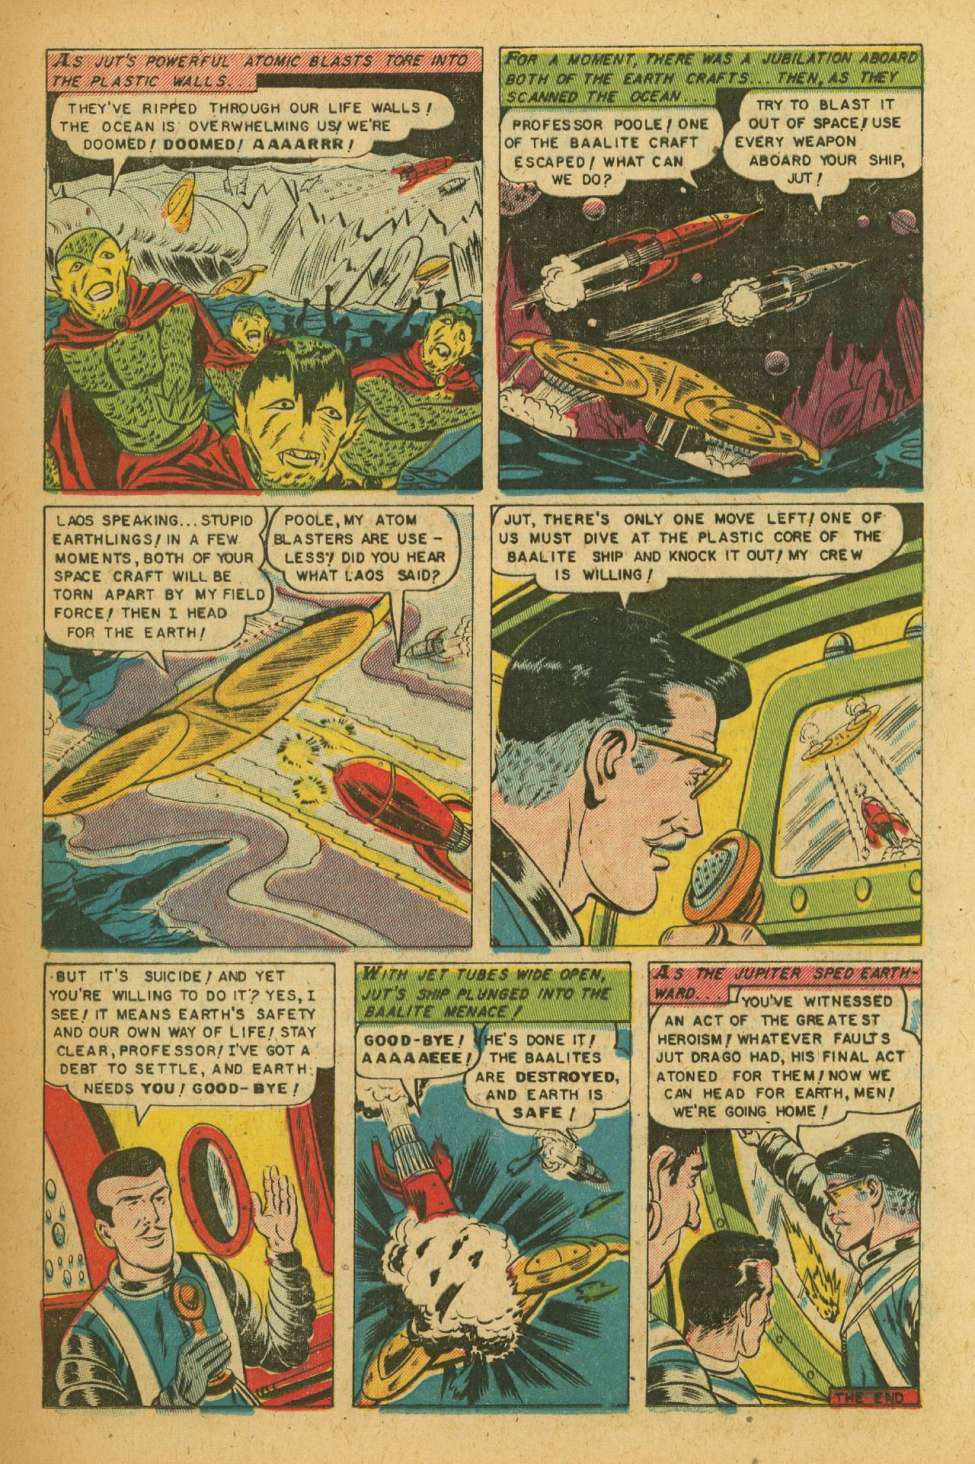 AS JUT'S POWERFUL ATOMIC BLASTS TORE INTO
THE PLASTIC WALLS...
THEY'VE RIPPED THROUGH OUR LIFE WALLS!
THE OCEAN IS OVERWHELMING US! WE'RE
DOOMED! DOOMED! AAAARRR!
FOR A MOMENT, THERE WAS A JUBILATION ABOARD
BOTH OF THE EARTH CRAFTS... THEN, AS THEY
SCANNED THE OCEAN...
PROFESSOR POOLE! ONE
OF THE BAALITE CRAFT
ESCAPED! WHAT CAN
WE DO?
TRY TO BLAST IT
OUT OF SPACE! USE
EVERY WEAPON
ABOARD YOUR SHIP,
JUT!
LAOS SPEAKING... STUPID
EARTHLINGS! IN A FEW
MOMENTS, BOTH OF YOUR
SPACE CRAFT WILL BE
TORN APART BY MY FIELD
FORCE! THEN I HEAD
FOR THE EARTH!
POOLE, MY ATOM
BLASTERS ARE USE-
LESS! DID YOU HEAR
WHAT LAOS SAID?
JUT, THERE'S ONLY ONE MOVE LEFT! ONE OF
US MUST DIVE AT THE PLASTIC CORE OF THE
BAALITE SHIP AND KNOCK IT OUT! MY CREW
IS WILLING!
BUT IT'S SUICIDE! AND YET
YOU'RE WILLING TO DO IT? YES, I
SEE! IT MEANS EARTH'S SAFETY
AND OUR OWN WAY OF LIFE! STAY
CLEAR, PROFESSOR! I'VE GOT A
DEBT TO SETTLE, AND EARTH
NEEDS YOU! GOOD-BYE!
WITH JET TUBES WIDE OPEN,
JUT'S SHIP PLUNGED INTO THE
BAALITE MENACE!
GOOD-BYE!
AAAAAEEE!
HE'S DONE IT!
THE BAALITES
ARE DESTROYED,
AND EARTH IS
SAFE!
AS THE JUPITER SPED EARTH-
WARD...
YOU'VE WITNESSED
AN ACT OF THE GREATEST
HEROISM! WHATEVER FAULTS
JUT DRAGO HAD, HIS FINAL ACT
ATONED FOR THEM! NOW WE
CAN HEAD FOR EARTH, MEN!
WE'RE GOING HOME!
THE END